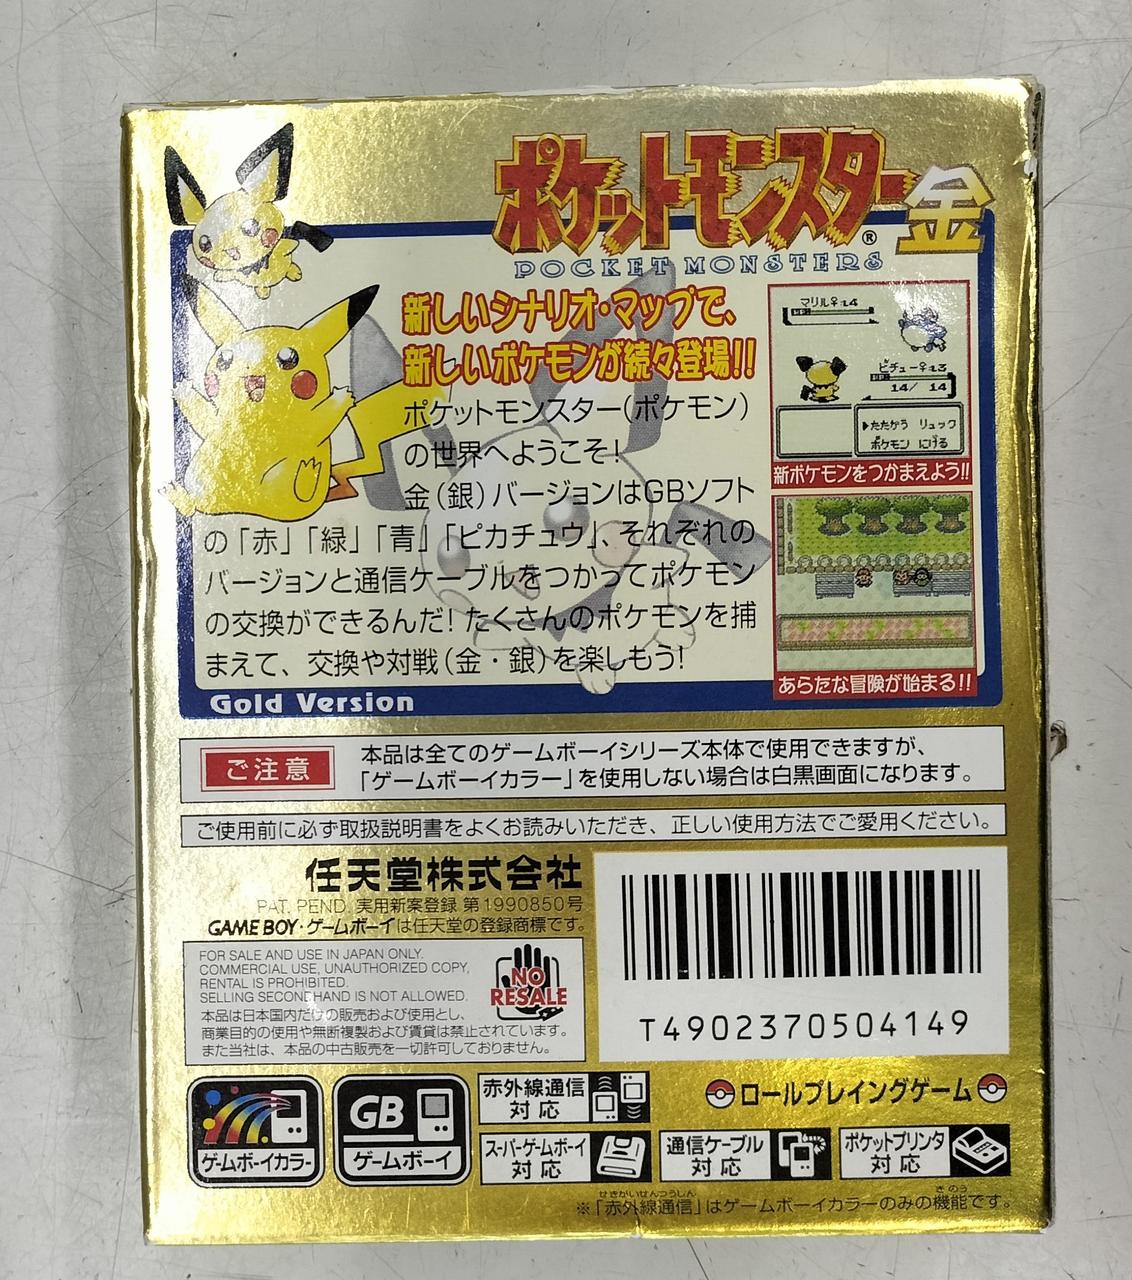 ポケットモンスター金
®
POCKET MONSTERS
新しいシナリオ・マップで、
新しいポケモンが続々登場!!
ポケットモンスター(ポケモン)
の世界へようこそ!
金(銀)バージョンはGBソフト
の「赤」「緑」「青」「ピカチュウ」、それぞれの
バージョンと通信ケーブルをつかってポケモン
の交換ができるんだ! たくさんのポケモンを捕
まえて、交換や対戦(金・銀)を楽しもう!
Gold Version
マリル♀:L4
ピチュー♀:L3
14/ 14
▶たたかう リュック
ポケモン にげる
新ポケモンをつかまえよう!!
あらたな冒険が始まる!!
ご注意
本品は全てのゲームボーイシリーズ本体で使用できますが、
「ゲームボーイカラー」を使用しない場合は白黒画面になります。
ご使用前に必ず取扱説明書をよくお読みいただき、正しい使用方法でご愛用ください。
任天堂株式会社
PAT. PEND. 実用新案登録 第1990850号
GAME BOY・ゲームボーイは任天堂の登録商標です。
FOR SALE AND USE IN JAPAN ONLY.
COMMERCIAL USE, UNAUTHORIZED COPY,
RENTAL IS PROHIBITED.
SELLING SECONDHAND IS NOT ALLOWED.
本品は日本国内だけの販売および使用とし、
商業目的の使用や無断複製および賃貸は禁止されています。
また当社は、本品の中古販売を一切許可しておりません。
NO
RESALE
T4902370504149
ゲームボーイカラー
GB
ゲームボーイ
赤外線通信
対応
スーパーゲームボーイ
対応
通信ケーブル
対応
ポケットプリンタ
対応
ロールプレイングゲーム
せきがいせんつうしん きのう
※「赤外線通信」はゲームボーイカラーのみの機能です。